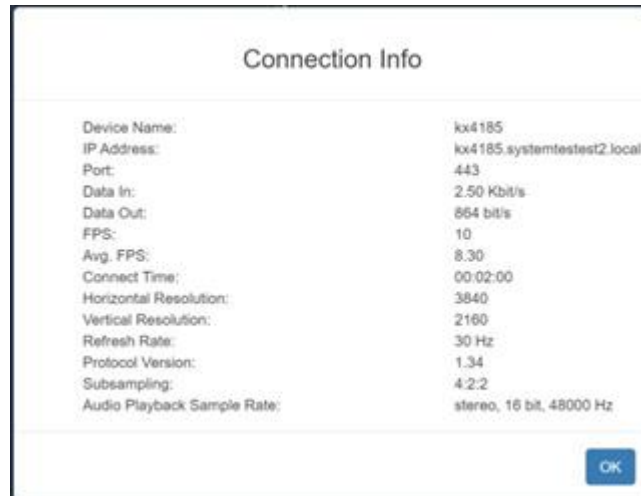 Connection Info
Device Name: kx4185
IP Address: kx4185.systemtestest2.local
Port: 443
Data In: 2.50 Kbit/s
Data Out: 864 bit/s
FPS: 10
Avg. FPS: 8.30
Connect Time: 00:02:00
Horizontal Resolution: 3840
Vertical Resolution: 2160
Refresh Rate: 30 Hz
Protocol Version: 1.34
Subsampling: 4:2:2
Audio Playback Sample Rate: stereo, 16 bit, 48000 Hz
OK